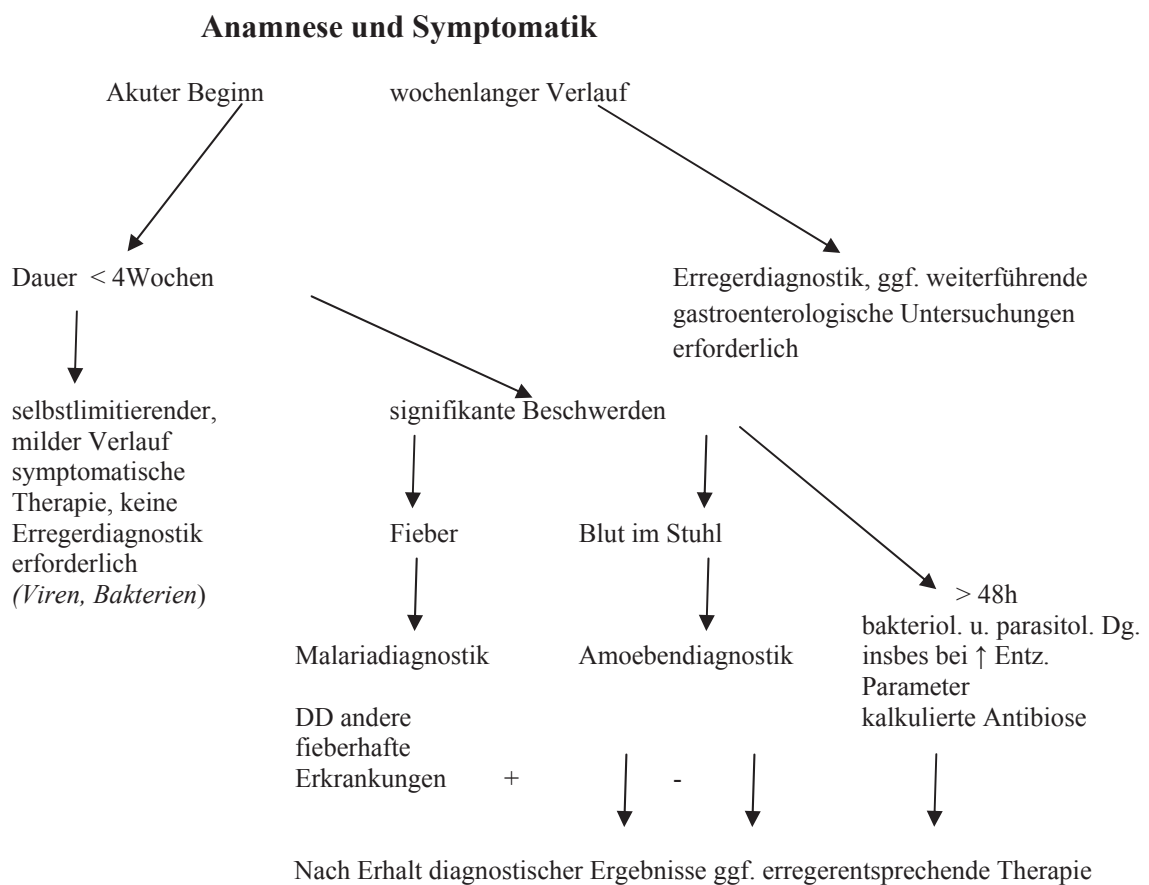 Anamnese und Symptomatik
Akuter Beginn
wochenlanger Verlauf
Dauer < 4Wochen
Erregerdiagnostik, ggf. weiterführende
gastroenterologische Untersuchungen
erforderlich
selbstlimitierender,
milder Verlauf
symptomatische
Therapie, keine
Erregerdiagnostik
erforderlich
(Viren, Bakterien)
signifikante Beschwerden
Fieber
Blut im Stuhl
> 48h
bakteriol. u. parasitol. Dg.
insbes bei ↑ Entz.
Parameter
kalkulierte Antibiose
Malariadiagnostik
Amoebendiagnostik
DD andere
fieberhafte
Erkrankungen
+
-
Nach Erhalt diagnostischer Ergebnisse ggf. erregerentsprechende Therapie